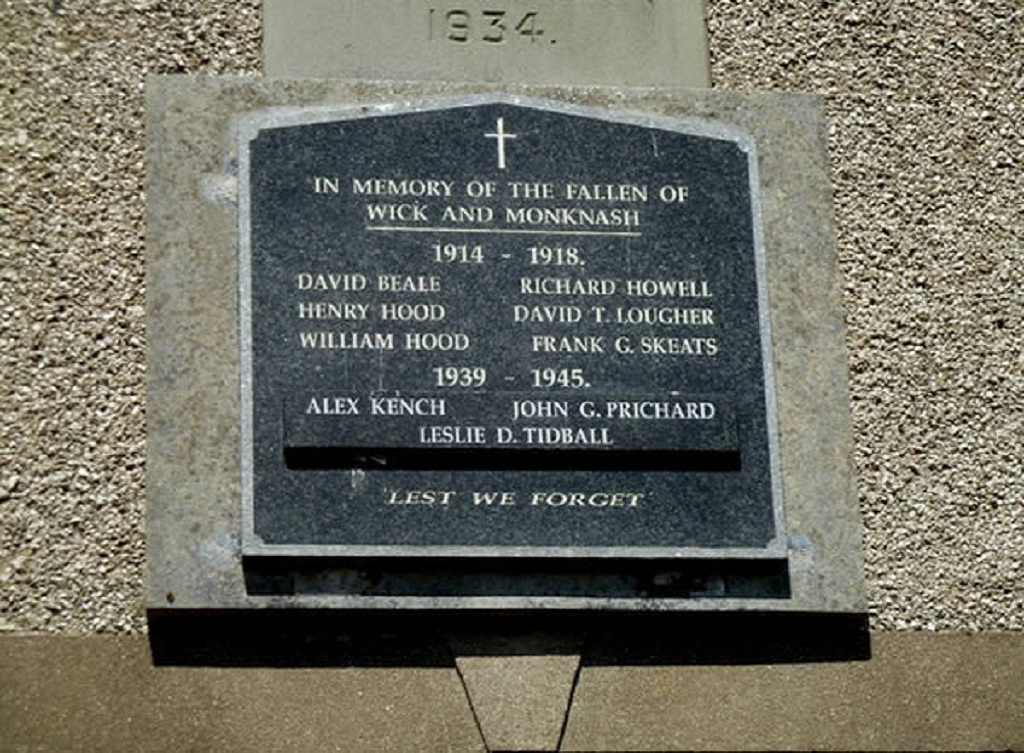 1934.
IN MEMORY OF THE FALLEN OF
WICK AND MONKNASH
1914 - 1918.
DAVID BEALE RICHARD HOWELL
HENRY HOOD DAVID T. LOUGHER
WILLIAM HOOD FRANK G. SKEATS
1939 - 1945.
ALEX KENCH JOHN G. PRICHARD
LESLIE D. TIDBALL
'LEST WE FORGET'